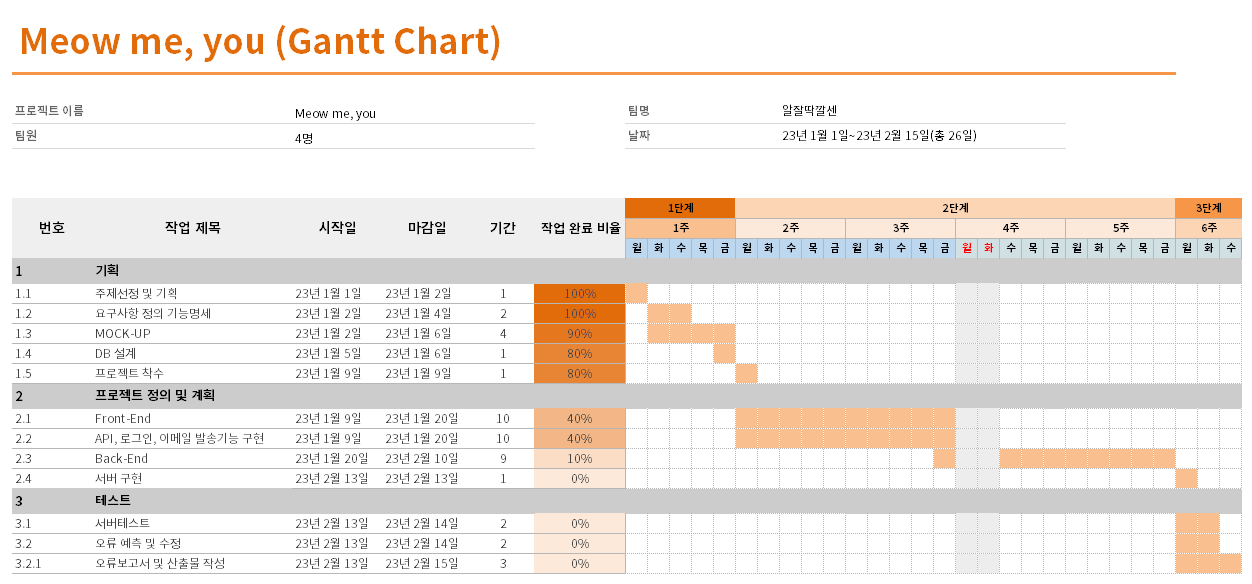 Meow me, you (Gantt Chart)
프로젝트 이름 Meow me, you 팀명 알잘딱깔센
팀원 4명 날짜 23년 1월 1일~23년 2월 15일(총 26일)
1단계 2단계 3단계
번호 작업 제목 시작일 마감일 기간 작업 완료 비율 1주 2주 3주 4주 5주 6주
월 화 수 목 금 월 화 수 목 금 월 화 수 목 금 월 화 수 목 금 월 화 수 목 금 월 화 수
1 기획
1.1 주제선정 및 기획 23년 1월 1일 23년 1월 2일 1 100%
1.2 요구사항 정의 기능명세 23년 1월 2일 23년 1월 4일 2 100%
1.3 MOCK-UP 23년 1월 2일 23년 1월 6일 4 90%
1.4 DB 설계 23년 1월 5일 23년 1월 6일 1 80%
1.5 프로젝트 착수 23년 1월 9일 23년 1월 9일 1 80%
2 프로젝트 정의 및 계획
2.1 Front-End 23년 1월 9일 23년 1월 20일 10 40%
2.2 API, 로그인, 이메일 발송기능 구현 23년 1월 9일 23년 1월 20일 10 40%
2.3 Back-End 23년 1월 20일 23년 2월 10일 9 10%
2.4 서버 구현 23년 2월 13일 23년 2월 13일 1 0%
3 테스트
3.1 서버테스트 23년 2월 13일 23년 2월 14일 2 0%
3.2 오류 예측 및 수정 23년 2월 13일 23년 2월 14일 2 0%
3.2.1 오류보고서 및 산출물 작성 23년 2월 13일 23년 2월 15일 3 0%